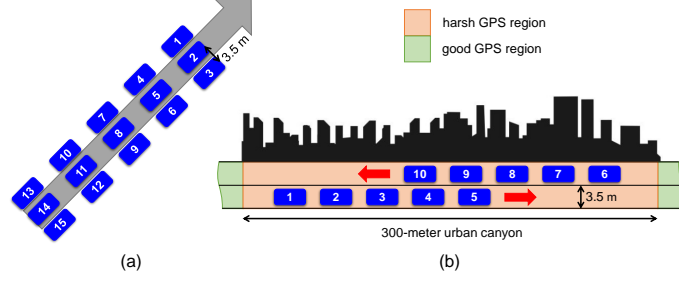 harsh GPS region
good GPS region
1
2
3
3.5 m
4
5
6
7
8
9
10
11
12
13
14
15
10 9 8 7 6
1 2 3 4 5
3.5 m
300-meter urban canyon
(a)
(b)